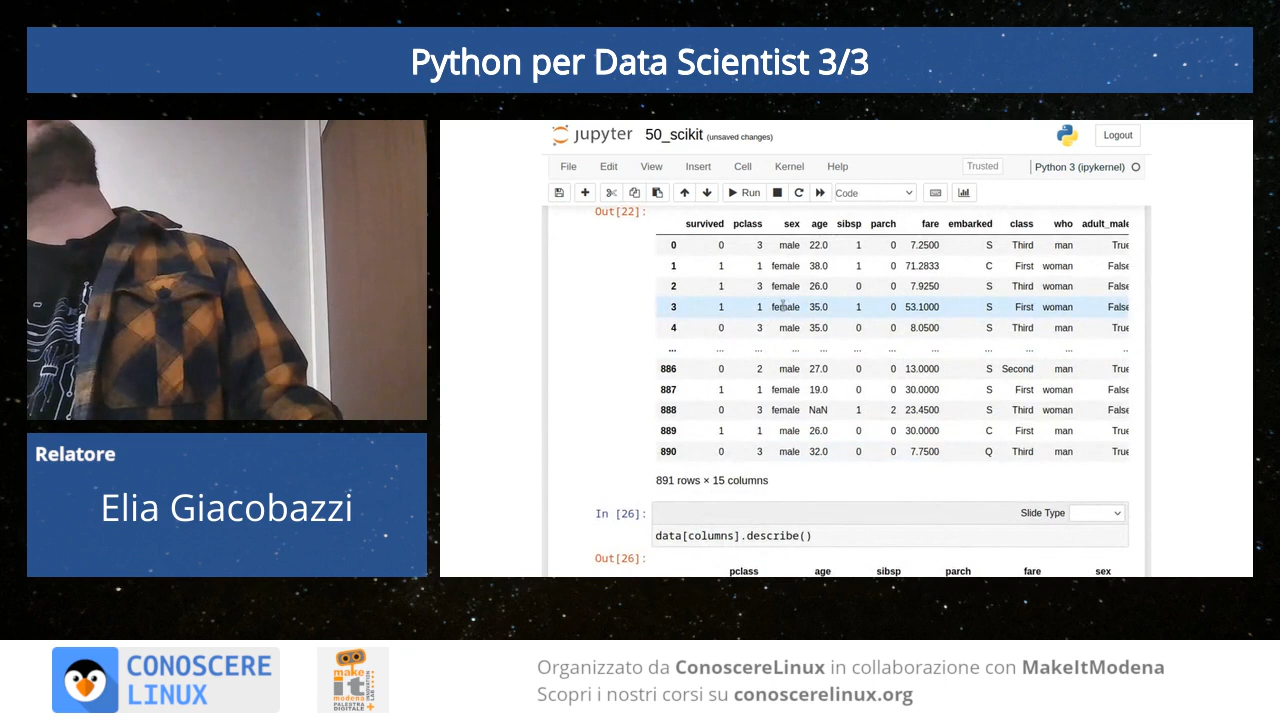 Python per Data Scientist 3/3
jupyter 50_scikit (unsaved changes)
Logout
File Edit View Insert Cell Kernel Help
Trusted
Python 3 (ipykernel)
Run
Code
Out[22]:
survived pclass sex age sibsp parch fare embarked class who adult_male
0 0 3 male 22.0 1 0 7.2500 S Third man True
1 1 1 female 38.0 1 0 71.2833 C First woman False
2 1 3 female 26.0 0 0 7.9250 S Third woman False
3 1 1 female 35.0 1 0 53.1000 S First woman False
4 0 3 male 35.0 0 0 8.0500 S Third man True
... ... ... ... ... ... ... ... ... ... ... ..
886 0 2 male 27.0 0 0 13.0000 S Second man True
887 1 1 female 19.0 0 0 30.0000 S First woman False
888 0 3 female NaN 1 2 23.4500 S Third woman False
889 1 1 male 26.0 0 0 30.0000 C First man True
890 0 3 male 32.0 0 0 7.7500 Q Third man True
891 rows × 15 columns
In [26]:
Slide Type
data[columns].describe()
Out[26]:
pclass age sibsp parch fare sex
Relatore
Elia Giacobazzi
CONOSCERE
LINUX
make
it
modena
PALESTRA
DIGITALE
INNOVATION
LAB
Organizzato da ConoscereLinux in collaborazione con MakeItModena
Scopri i nostri corsi su conoscerelinux.org